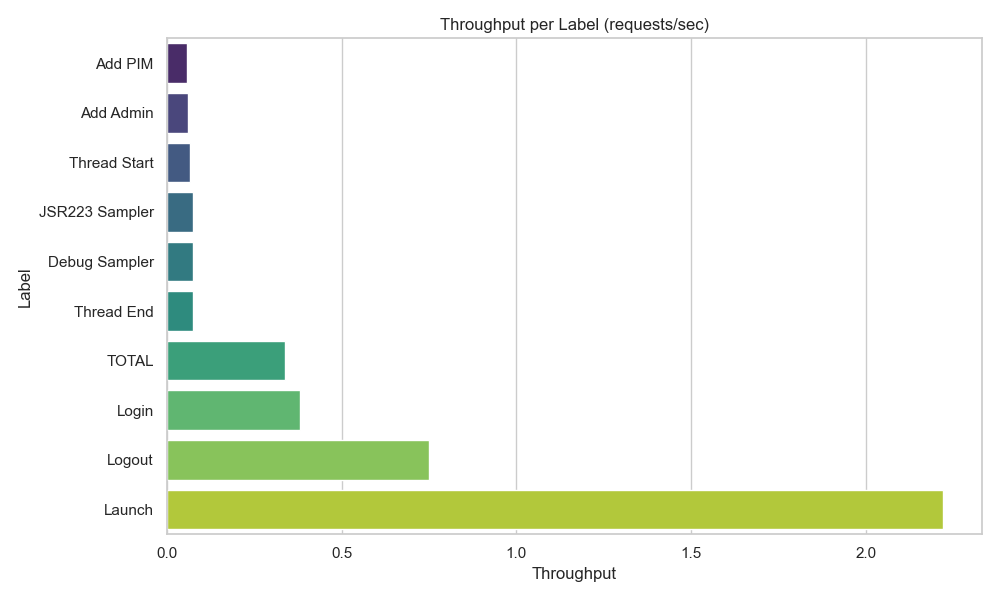 Throughput per Label (requests/sec)
Add PIM
Add Admin
Thread Start
JSR223 Sampler
Debug Sampler
Thread End
TOTAL
Login
Logout
Launch
Label
0.0 0.5 1.0 1.5 2.0
Throughput